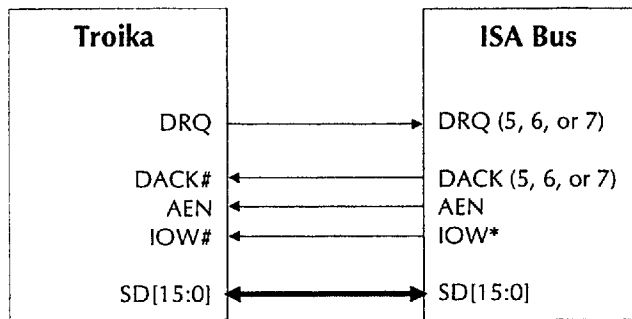 Troika ISA Bus
DRQ DRQ (5, 6, or 7)
DACK# DACK (5, 6, or 7)
AEN AEN
IOW# IOW*
SD[15:0] SD[15:0]